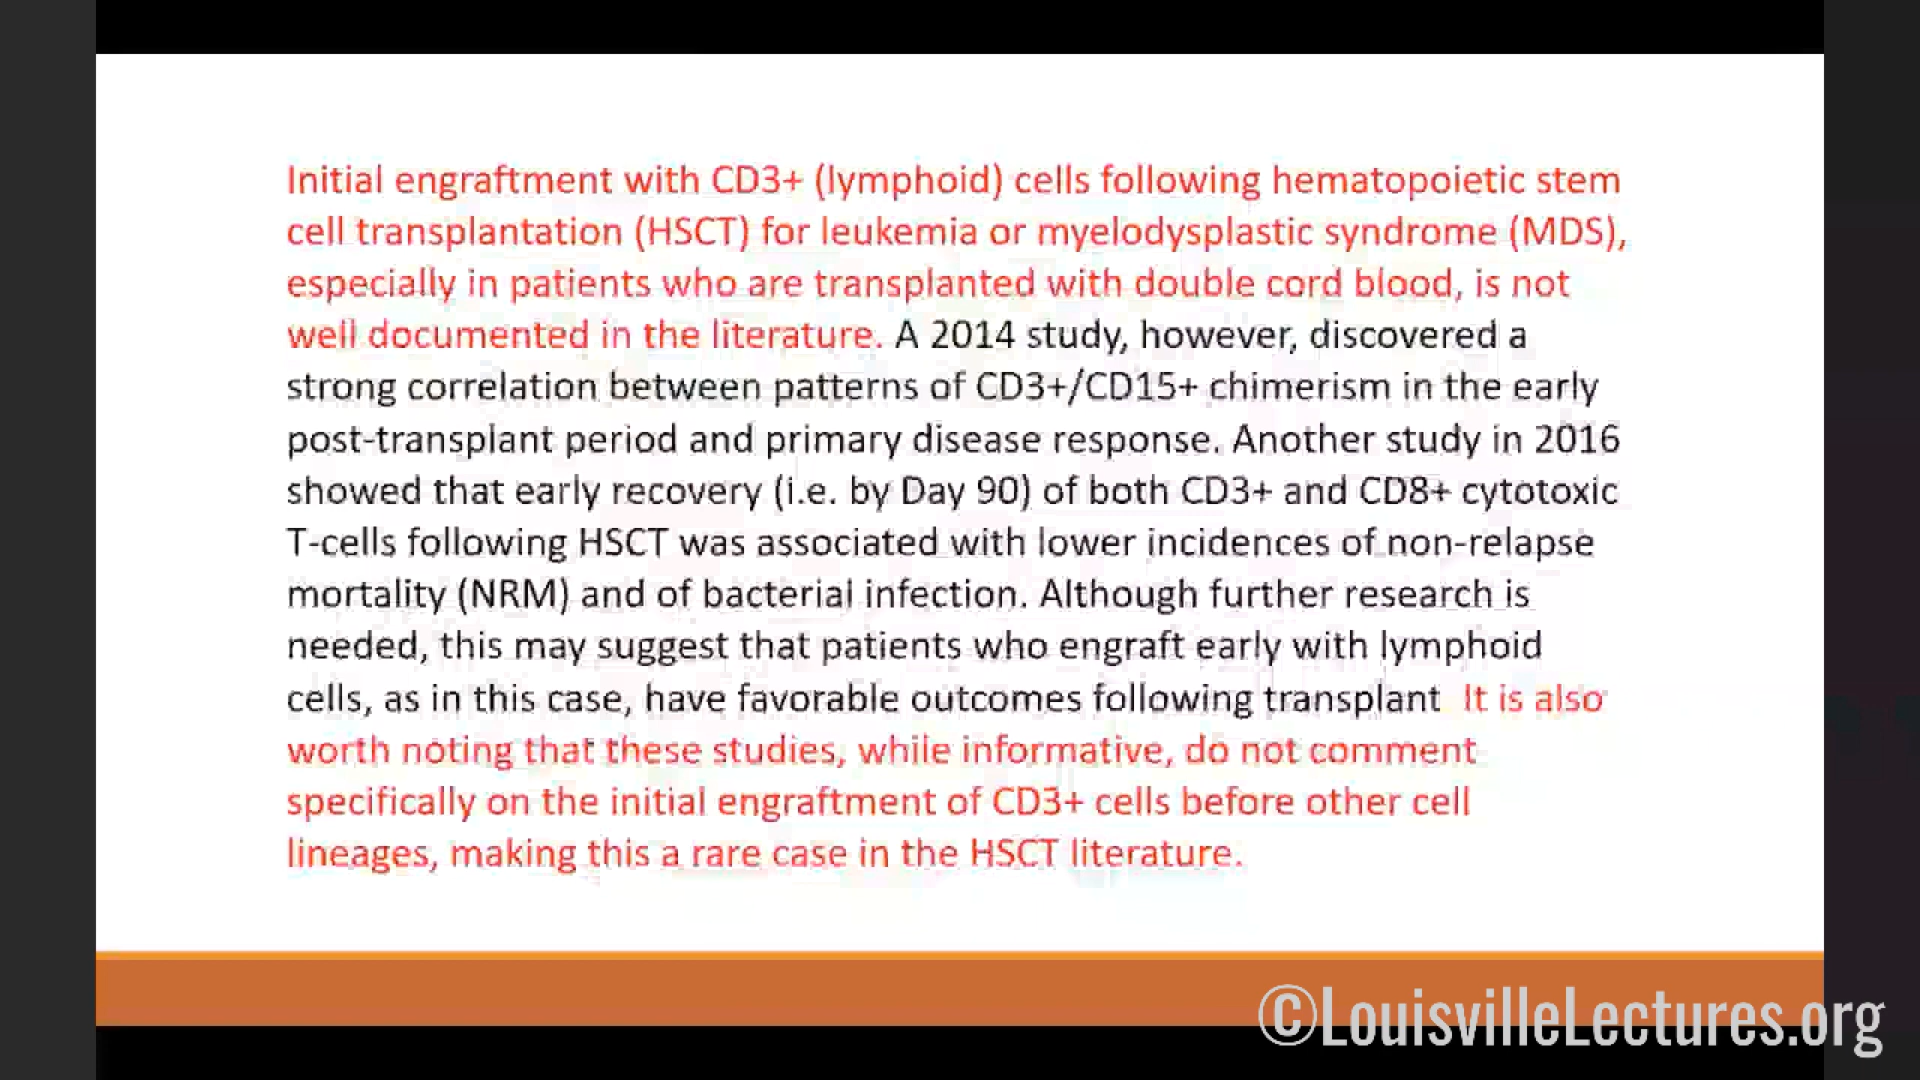 Initial engraftment with CD3+ (lymphoid) cells following hematopoietic stem
cell transplantation (HSCT) for leukemia or myelodysplastic syndrome (MDS),
especially in patients who are transplanted with double cord blood, is not
well documented in the literature. A 2014 study, however, discovered a
strong correlation between patterns of CD3+/CD15+ chimerism in the early
post-transplant period and primary disease response. Another study in 2016
showed that early recovery (i.e. by Day 90) of both CD3+ and CD8+ cytotoxic
T-cells following HSCT was associated with lower incidences of non-relapse
mortality (NRM) and of bacterial infection. Although further research is
needed, this may suggest that patients who engraft early with lymphoid
cells, as in this case, have favorable outcomes following transplant It is also
worth noting that these studies, while informative, do not comment
specifically on the initial engraftment of CD3+ cells before other cell
lineages, making this a rare case in the HSCT literature.
©LouisvilleLectures.org